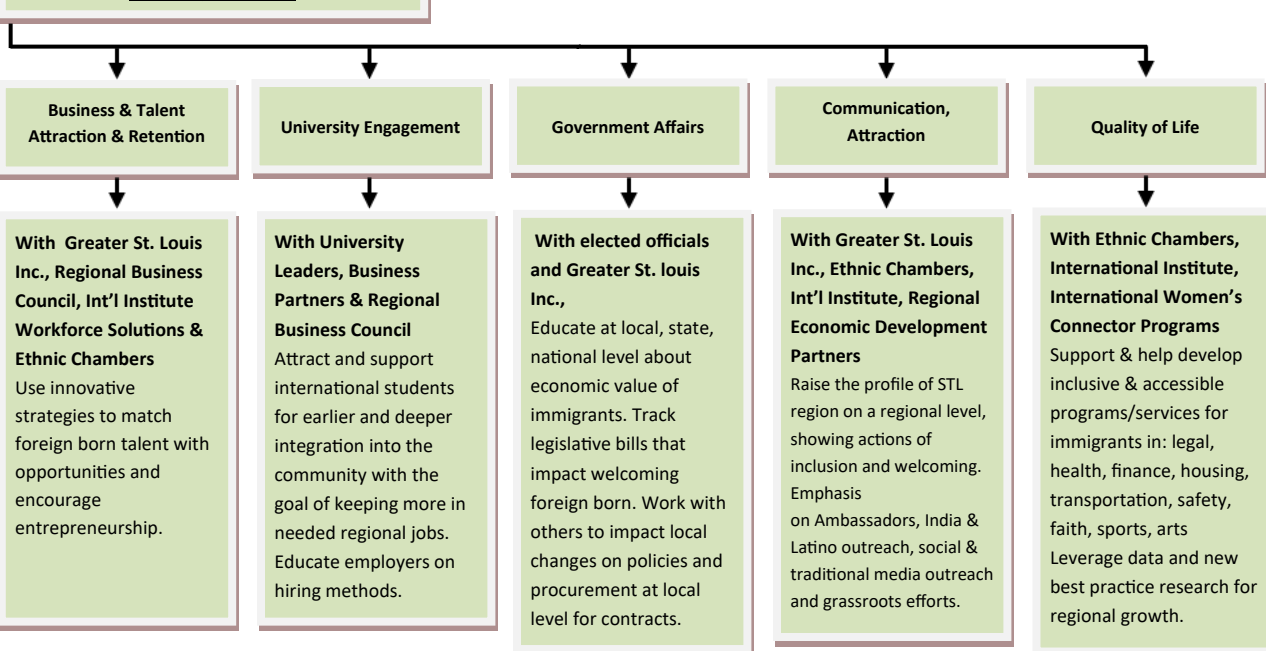 Business & Talent
Attraction & Retention
University Engagement
Government Affairs
Communication,
Attraction
Quality of Life
With  Greater St. Louis
Inc., Regional Business
Council, Int'l Institute
Workforce Solutions &
Ethnic Chambers
Use innovative
strategies to match
foreign born talent with
opportunities and
encourage
entrepreneurship.
With University
Leaders, Business
Partners & Regional
Business Council
Attract and support
international students
for earlier and deeper
integration into the
community with the
goal of keeping more in
needed regional jobs.
Educate employers on
hiring methods.
With elected officials
and Greater St. louis
Inc.,
Educate at local, state,
national level about
economic value of
immigrants. Track
legislative bills that
impact welcoming
foreign born. Work with
others to impact local
changes on policies and
procurement at local
level for contracts.
With Greater St. Louis
Inc., Ethnic Chambers,
Int'l Institute, Regional
Economic Development
Partners
Raise the profile of STL
region on a regional level,
showing actions of
inclusion and welcoming.
Emphasis
on Ambassadors, India &
Latino outreach, social &
traditional media outreach
and grassroots efforts.
With Ethnic Chambers,
International Institute,
International Women's
Connector Programs
Support & help develop
inclusive & accessible
programs/services for
immigrants in: legal,
health, finance, housing,
transportation, safety,
faith, sports, arts
Leverage data and new
best practice research for
regional growth.